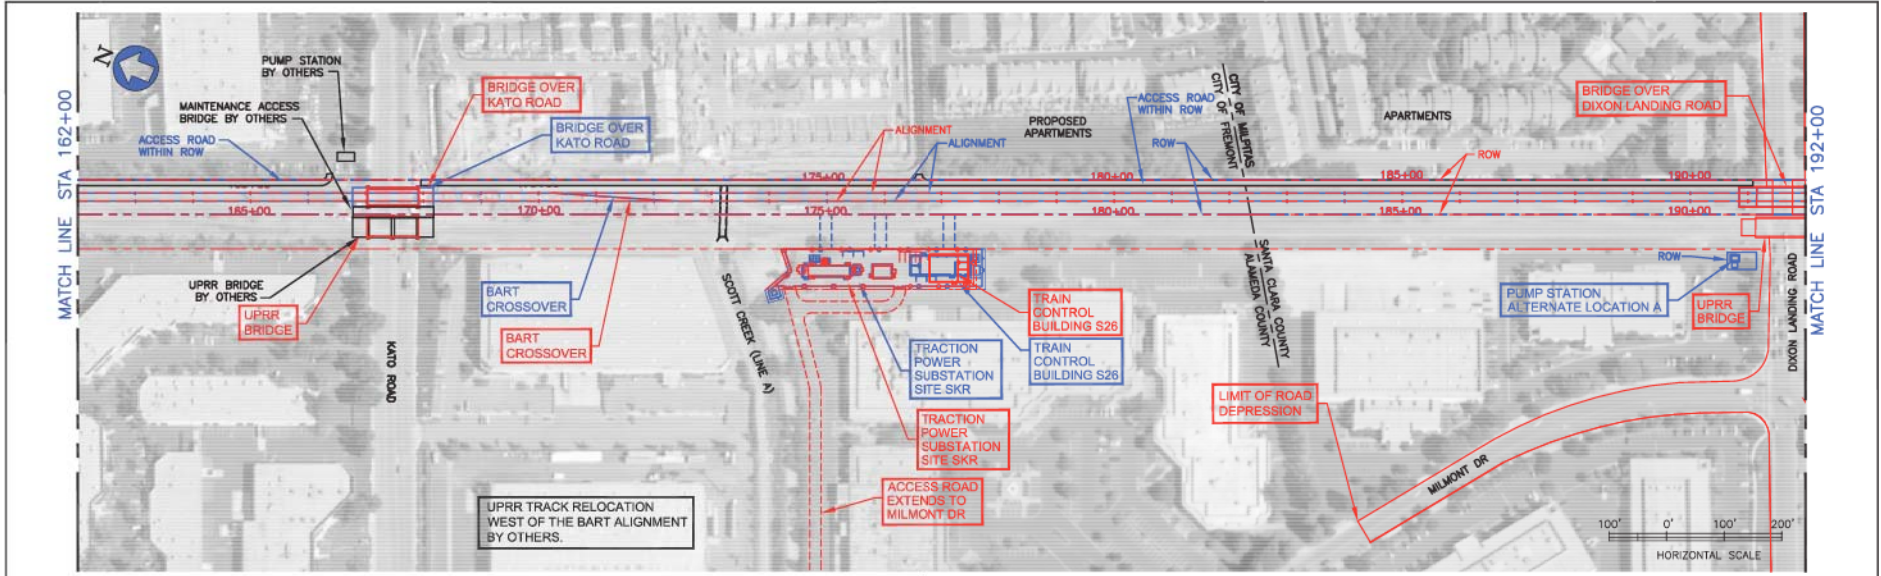 N
PUMP STATION
BY OTHERS
MAINTENANCE ACCESS
BRIDGE BY OTHERS
ACCESS ROAD
WITHIN ROW
BRIDGE OVER
KATO ROAD
BRIDGE OVER
KATO ROAD
ALIGNMENT
ALIGNMENT
PROPOSED
APARTMENTS
ACCESS ROAD
WITHIN ROW
ROW
CITY OF MILPITAS
CITY OF FREMONT
APARTMENTS
ROW
BRIDGE OVER
DIXON LANDING ROAD
MATCH LINE STA 162+00
MATCH LINE STA 192+00
175+00
180+00
185+00
190+00
165+00
170+00
175+00
180+00
185+00
190+00
UPRR BRIDGE
BY OTHERS
UPRR
BRIDGE
KATO ROAD
BART
CROSSOVER
BART
CROSSOVER
SCOTT CREEK (LINE A)
TRAIN
CONTROL
BUILDING S26
TRAIN
CONTROL
BUILDING S26
TRACTION
POWER
SUBSTATION
SITE SKR
TRACTION
POWER
SUBSTATION
SITE SKR
ACCESS ROAD
EXTENDS TO
MILMONT DR
SANTA CLARA COUNTY
ALAMEDA COUNTY
ROW
PUMP STATION
ALTERNATE LOCATION A
UPRR
BRIDGE
DIXON LANDING ROAD
LIMIT OF ROAD
DEPRESSION
MILMONT DR
UPRR TRACK RELOCATION
WEST OF THE BART ALIGNMENT
BY OTHERS.
100' 0' 100' 200'
HORIZONTAL SCALE